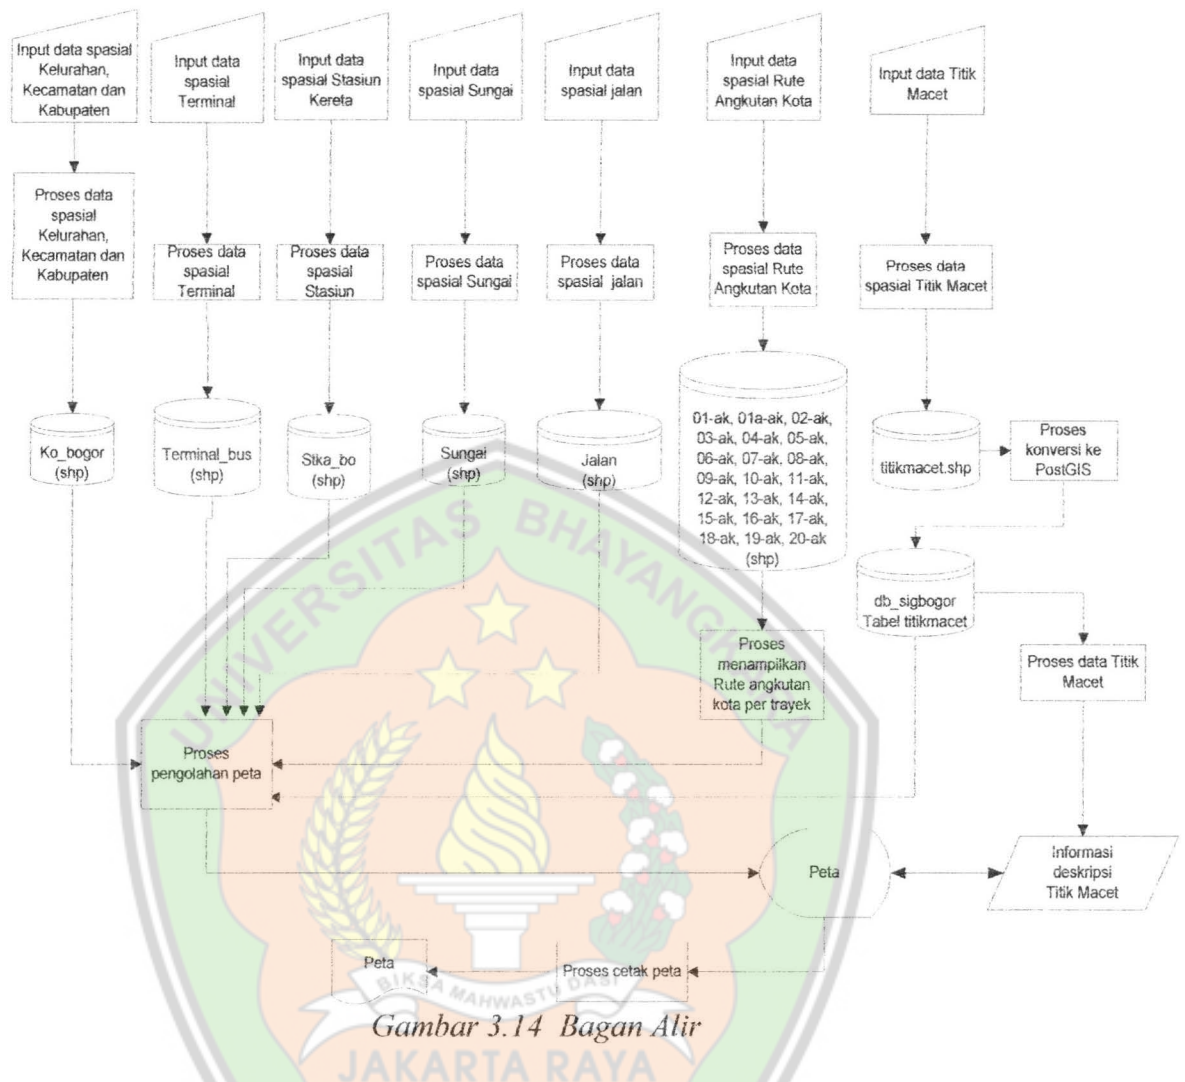 Input data spasial
Kelurahan,
Kecamatan dan
Kabupaten
Input data
spasial
Terminal
Input data
spasial Stasiun
Kereta
Input data
spasial Sungai
Input data
spasial jalan
Input data
spasial Rute
Angkutan Kota
Input data Titik
Macet
Proses data
spasial
Kelurahan,
Kecamatan dan
Kabupaten
Proses data
spasial
Terminal
Proses data
spasial
Stasiun
Proses data
spasial Sungai
Proses data
spasial jalan
Proses data
spasial Rute
Angkutan Kota
Proses data
spasial Titik Macet
Ko_bogor
(shp)
Terminal_bus
(shp)
Stka_bo
(shp)
Sungai
(shp)
Jalan
(shp)
01-ak, 01a-ak, 02-ak,
03-ak, 04-ak, 05-ak,
06-ak, 07-ak, 08-ak,
09-ak, 10-ak, 11-ak,
12-ak, 13-ak, 14-ak,
15-ak, 16-ak, 17-ak,
18-ak, 19-ak, 20-ak
(shp)
titikmacet.shp
Proses
konversi ke
PostGIS
db_sigbogor
Tabel titikmacet
Proses
menampilkan
Rute angkutan
kota per trayek
Proses data Titik
Macet
Proses
pengolahan peta
Peta
Informasi
deskripsi
Titik Macet
Peta
Proses cetak peta
Gambar 3.14 Bagan Alir
UNIVERSITAS BHAYANGKARA
BIKSA MAHWASTU DASI
JAKARTA RAYA